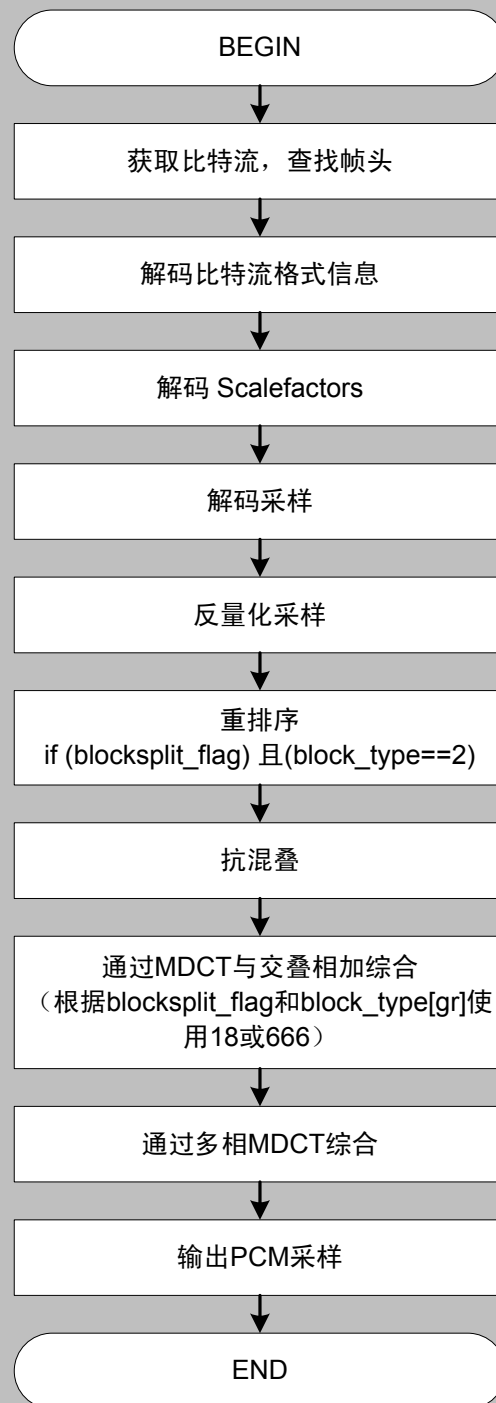 BEGIN
获取比特流，查找帧头
解码比特流格式信息
解码 Scalefactors
解码采样
反量化采样
重排序
if (blocksplit_flag) 且(block_type==2)
抗混叠
通过MDCT与交叠相加综合
（根据blocksplit_flag和block_type[gr]使
用18或666）
通过多相MDCT综合
输出PCM采样
END